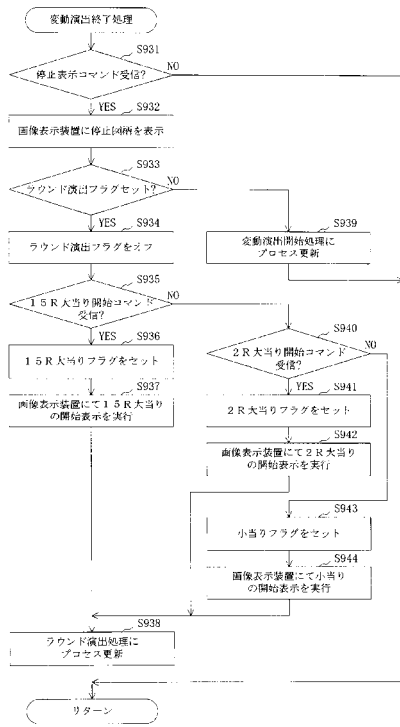 変動演出終了処理
S931
停止表示コマンド受信?
NO
YES
S932
画像表示装置に停止図柄を表示
S933
ラウンド演出フラグセット?
NO
YES
S934
ラウンド演出フラグをオフ
S939
変動演出開始処理に
プロセス更新
S935
15R大当り開始コマンド
受信?
NO
YES
S936
15R大当りフラグをセット
S937
画像表示装置にて15R大当り
の開始表示を実行
S940
2R大当り開始コマンド
受信?
NO
YES
S941
2R大当りフラグをセット
S942
画像表示装置にて2R大当り
の開始表示を実行
S943
小当りフラグをセット
S944
画像表示装置にて小当り
の開始表示を実行
S938
ラウンド演出処理に
プロセス更新
リターン